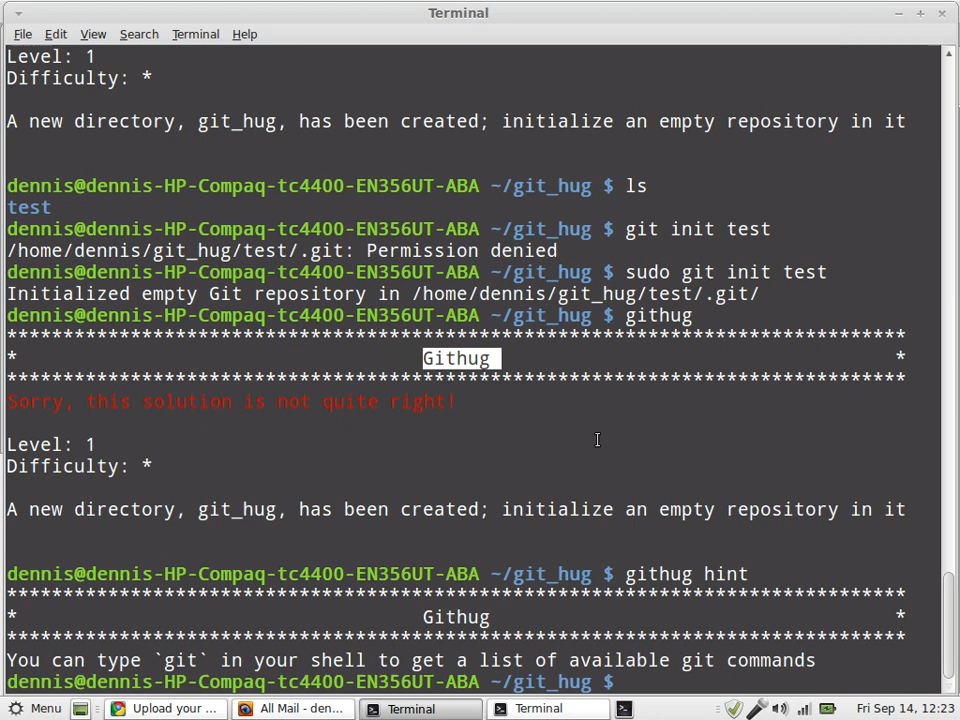 Terminal
File Edit View Search Terminal Help
Level: 1
Difficulty: *
A new directory, git_hug, has been created; initialize an empty repository in it
dennis@dennis-HP-Compaq-tc4400-EN356UT-ABA ~/git_hug $ ls
test
dennis@dennis-HP-Compaq-tc4400-EN356UT-ABA ~/git_hug $ git init test
/home/dennis/git_hug/test/.git: Permission denied
dennis@dennis-HP-Compaq-tc4400-EN356UT-ABA ~/git_hug $ sudo git init test
Initialized empty Git repository in /home/dennis/git_hug/test/.git/
dennis@dennis-HP-Compaq-tc4400-EN356UT-ABA ~/git_hug $ githug
********************************************************************************
* Githug *
********************************************************************************
Sorry, this solution is not quite right!
Level: 1
Difficulty: *
A new directory, git_hug, has been created; initialize an empty repository in it
dennis@dennis-HP-Compaq-tc4400-EN356UT-ABA ~/git_hug $ githug hint
********************************************************************************
* Githug *
********************************************************************************
You can type `git` in your shell to get a list of available git commands
dennis@dennis-HP-Compaq-tc4400-EN356UT-ABA ~/git_hug $
Menu Upload your ... All Mail - den... Terminal Terminal Fri Sep 14, 12:23